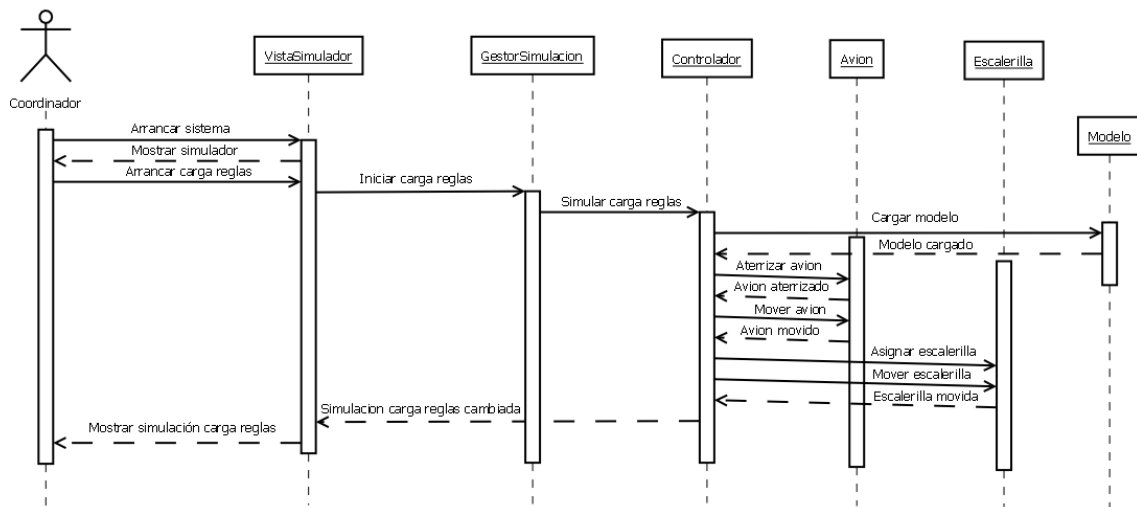 VistaSimulador
GestorSimulacion
Controlador
Avion
Escalerilla
Coordinador
Modelo
Arrancar sistema
Mostrar simulador
Arrancar carga reglas
Iniciar carga reglas
Simular carga reglas
Cargar modelo
Modelo cargado
Aterrizar avion
Avion aterrizado
Mover avion
Avion movido
Asignar escalerilla
Mover escalerilla
Escalerilla movida
Simulacion carga reglas cambiada
Mostrar simulación carga reglas